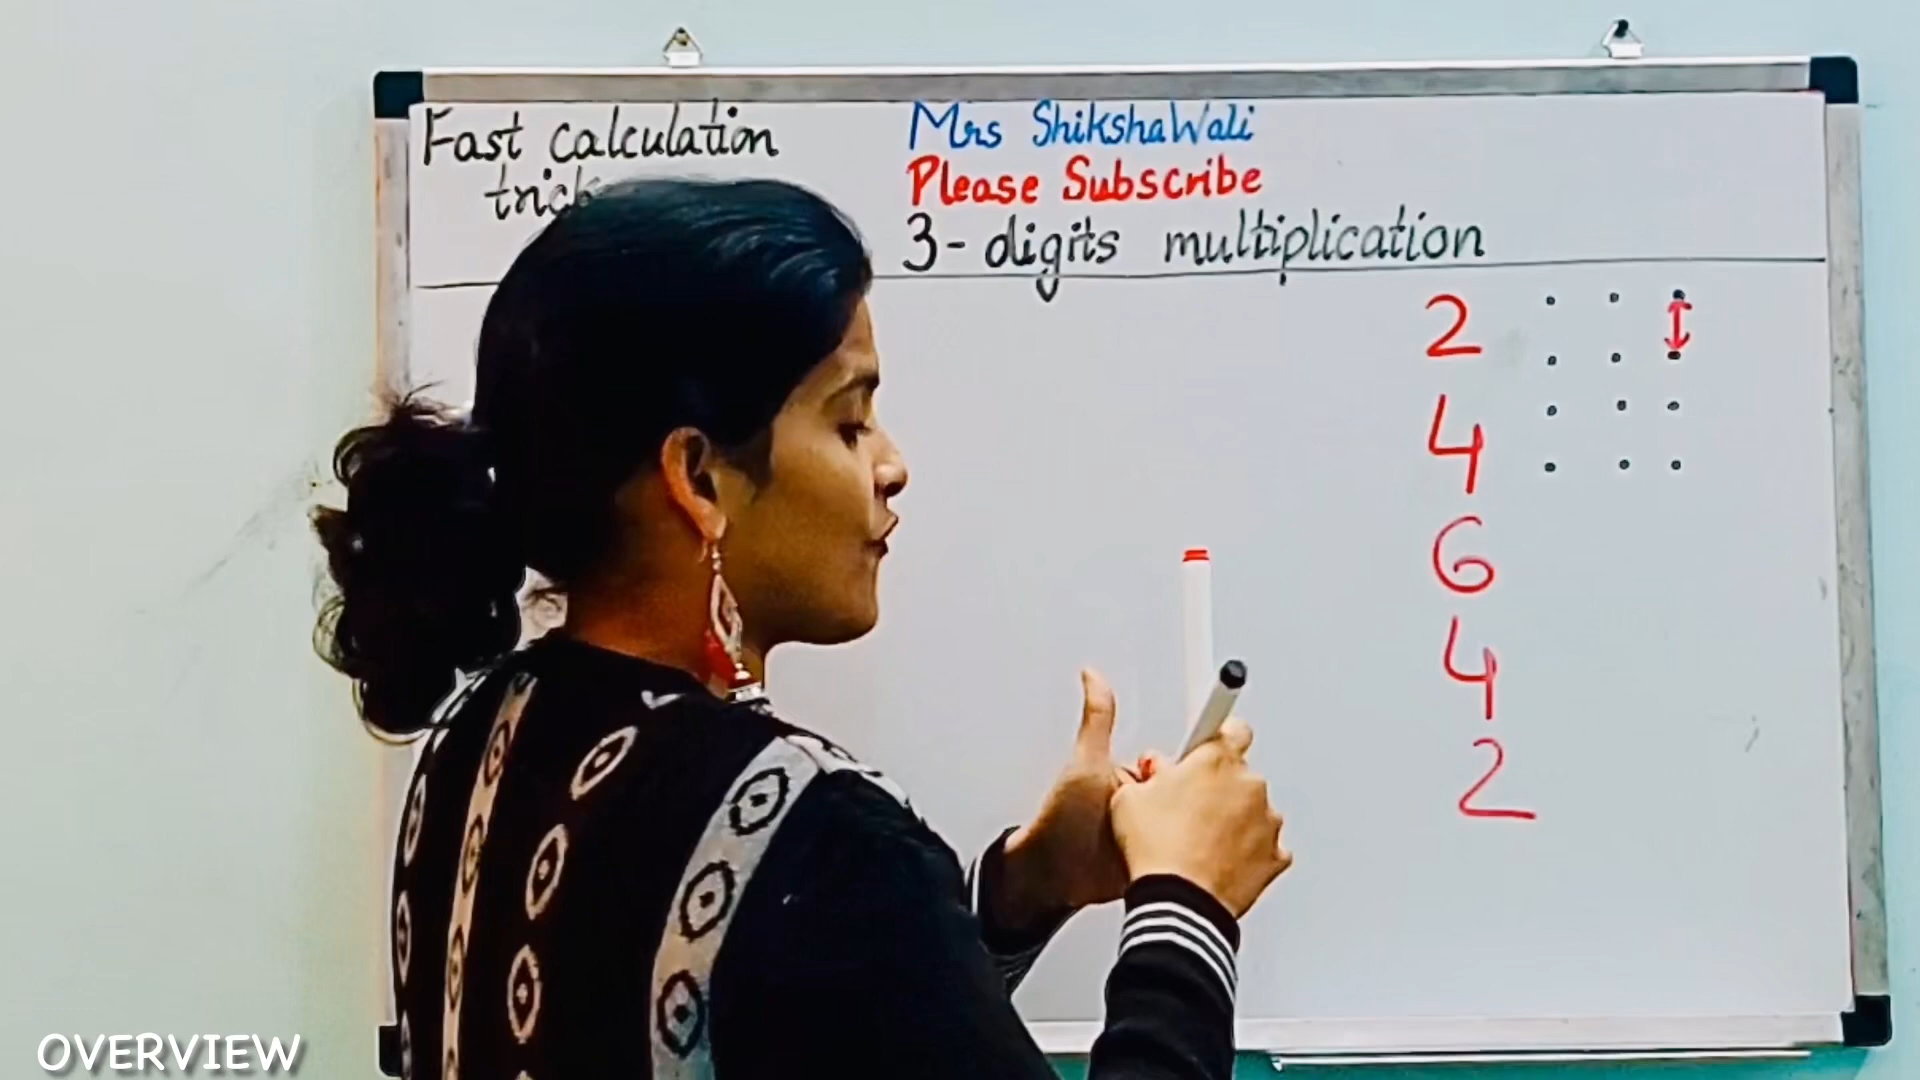 Fast calculation
Mrs ShikshaWali
Please Subscribe
3- digits multiplication
2
4
6
4
2
OVERVIEW